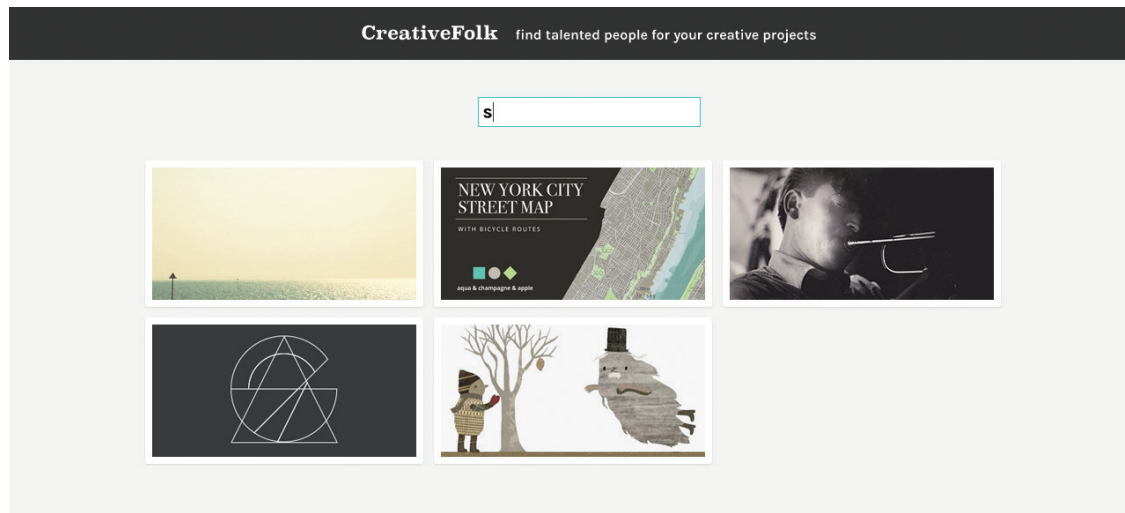 CreativeFolk find talented people for your creative projects
s
NEW YORK CITY
STREET MAP
WITH BICYCLE ROUTES
aqua & champagne & apple